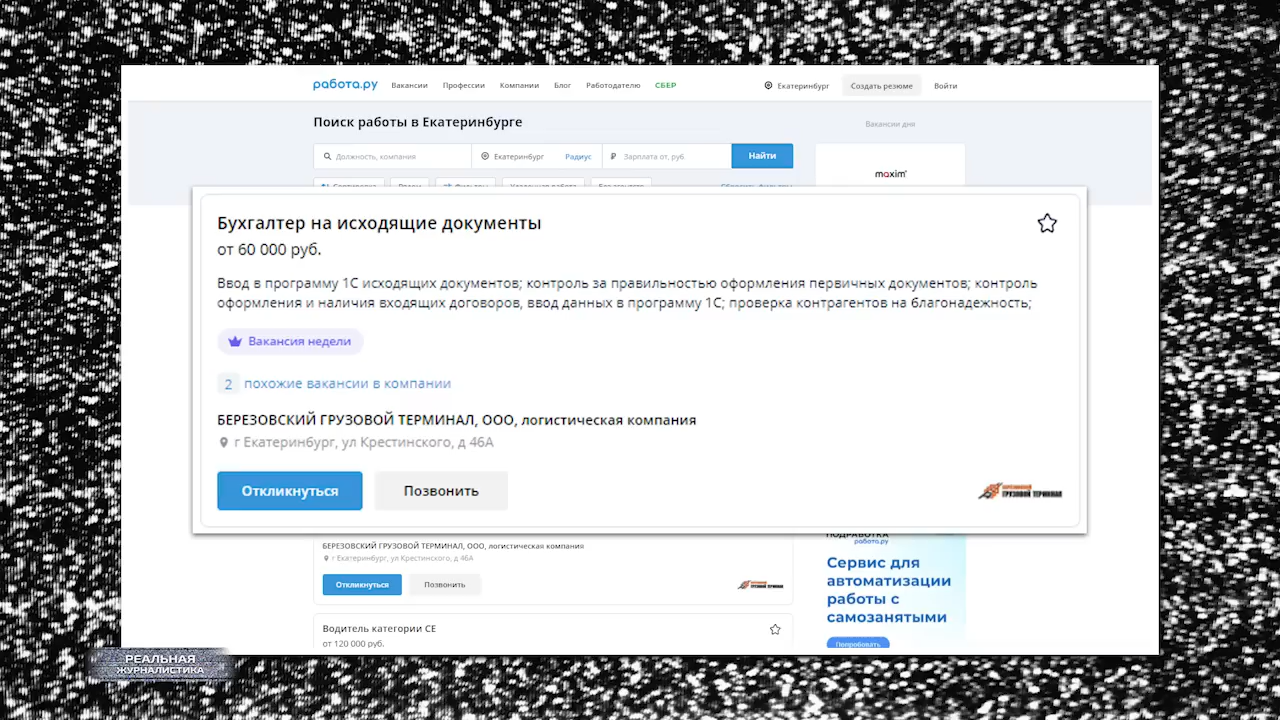 работа.ру Вакансии Профессии Компании Блог Работодателю СБЕР Екатеринбург Создать резюме Войти
Поиск работы в Екатеринбурге
Вакансии дня
Должность, компания Екатеринбург Радиус ₽ Зарплата от, руб. Найти
maxim
Бухгалтер на исходящие документы
от 60 000 руб.
Ввод в программу 1С исходящих документов; контроль за правильностью оформления первичных документов; контроль
оформления и наличия входящих договоров, ввод данных в программу 1С; проверка контрагентов на благонадежность;
Вакансия недели
2 похожие вакансии в компании
БЕРЕЗОВСКИЙ ГРУЗОВОЙ ТЕРМИНАЛ, ООО, логистическая компания
г Екатеринбург, ул Крестинского, д 46А
Откликнуться Позвонить
ГРУЗОВОЙ ТЕРМИНАЛ
БЕРЕЗОВСКИЙ ГРУЗОВОЙ ТЕРМИНАЛ, ООО, логистическая компания
г Екатеринбург, ул Крестинского, д 46А
Откликнуться Позвонить
Водитель категории СЕ
от 120 000 руб.
ПОДРАБОТКА
работа.ру
Сервис для
автоматизации
работы с
самозанятыми
Попробовать
РЕАЛЬНАЯ
ЖУРНАЛИСТИКА